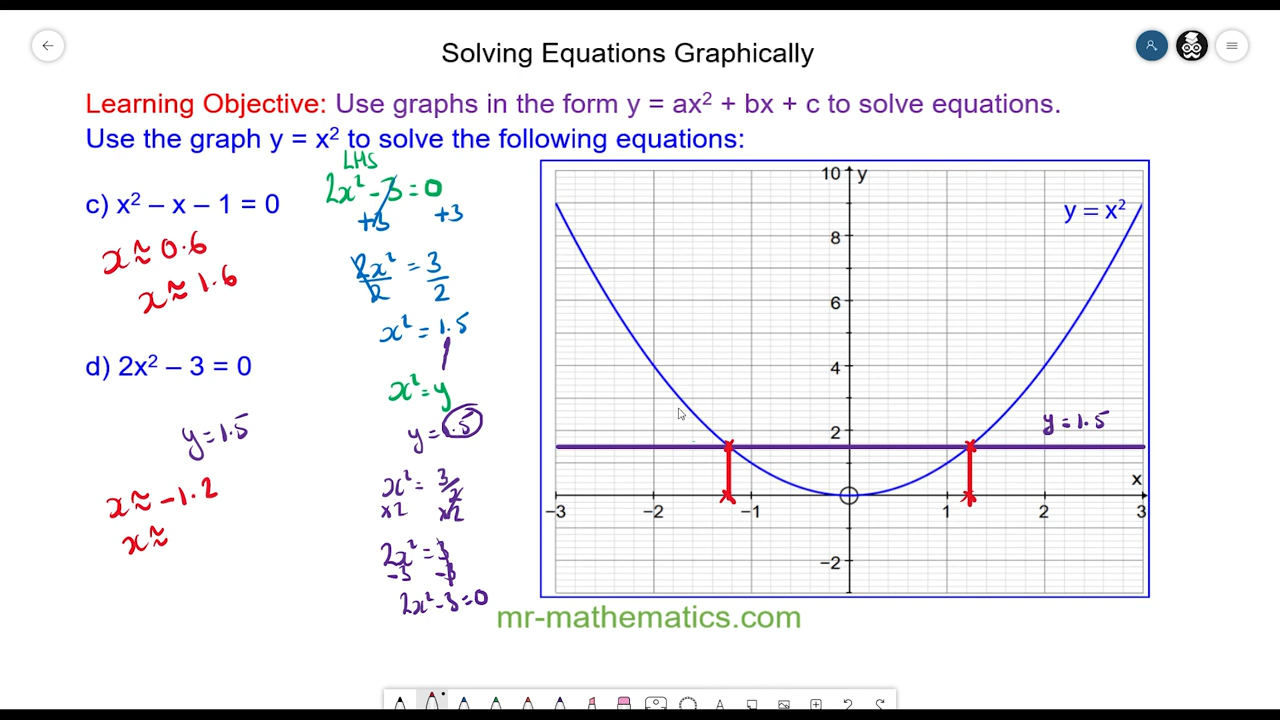 Solving Equations Graphically
Learning Objective: Use graphs in the form y = ax² + bx + c to solve equations.
Use the graph y = x² to solve the following equations:
c) x² – x – 1 = 0
x ≈ 0.6
x ≈ 1.6
d) 2x² – 3 = 0
y = 1.5
x ≈ -1.2
x ≈
LHS
2x² - 3 = 0
+3 +3
2x² = 3
2 2
x² = 1.5
x² = y
y = 1.5
x² = 3/2
x2 x2
2x² = 3
-3 -3
2x² - 3 = 0
10 y
y = x²
8
6
4
2
y = 1.5
x
−3 −2 −1 1 2 3
−2
mr-mathematics.com
A